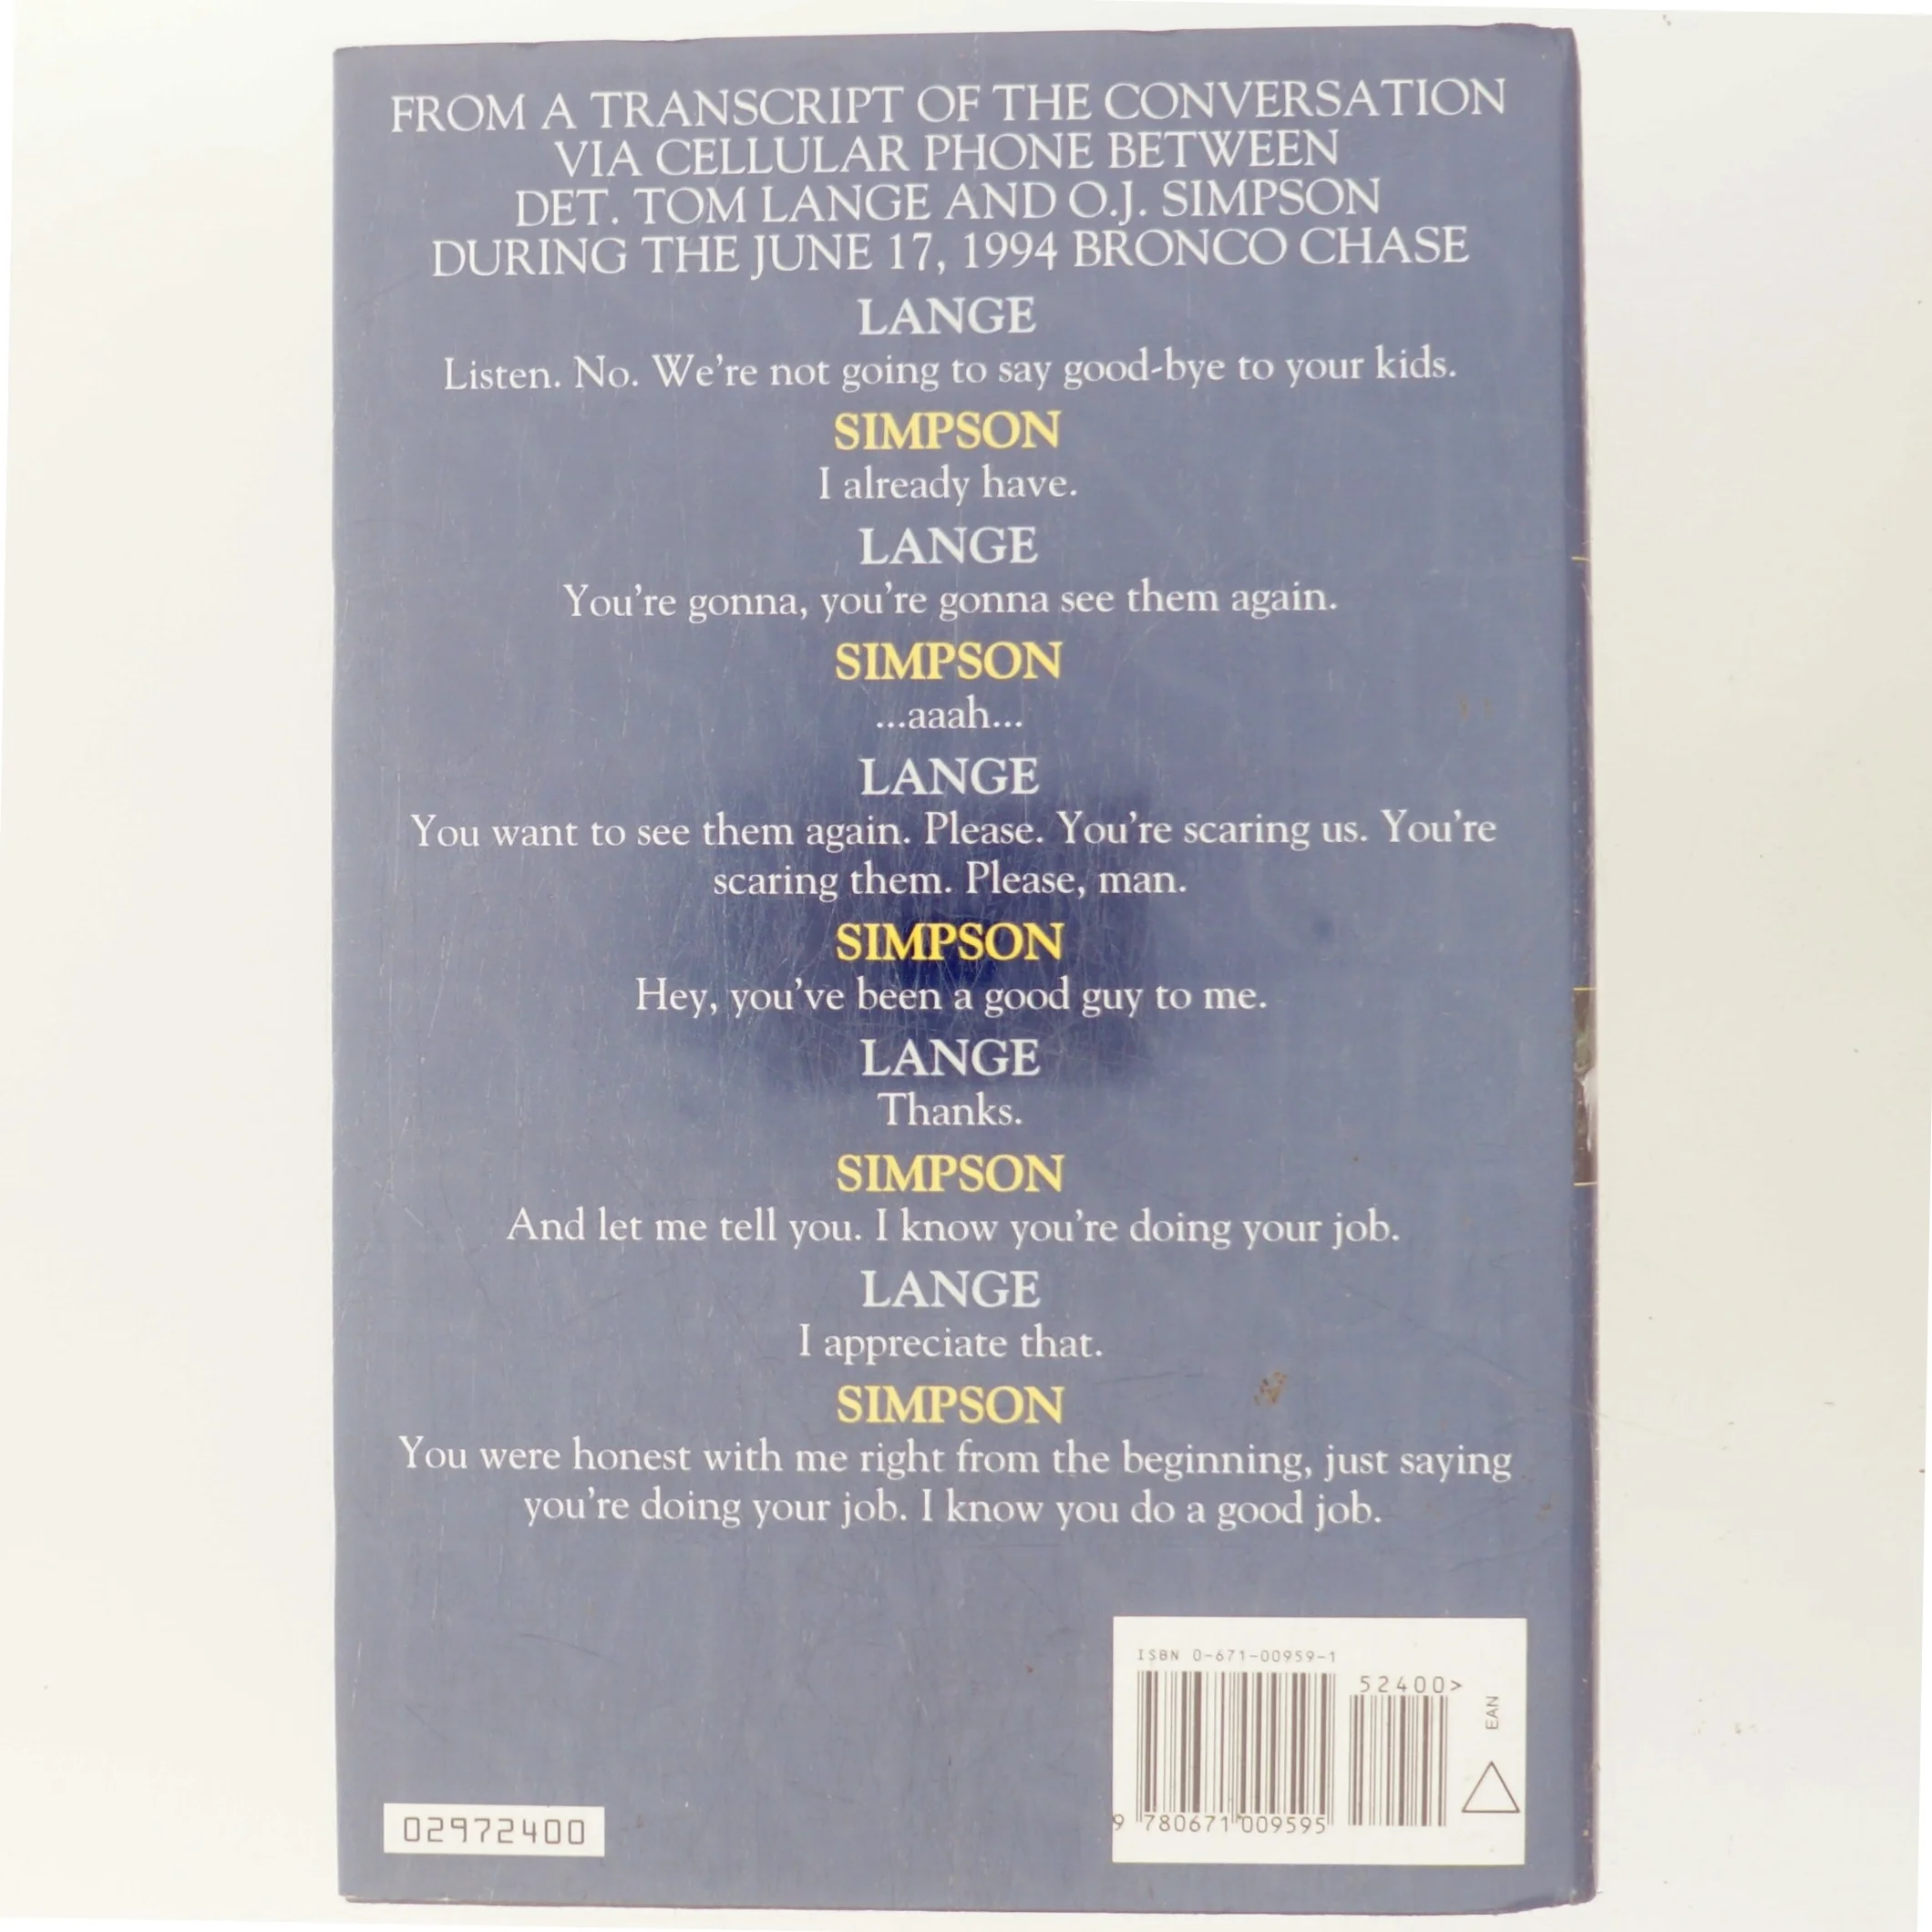 FROM A TRANSCRIPT OF THE CONVERSATION
VIA CELLULAR PHONE BETWEEN
DET. TOM LANGE AND O.J. SIMPSON
DURING THE JUNE 17, 1994 BRONCO CHASE
LANGE
Listen. No. We're not going to say good-bye to your kids.
SIMPSON
I already have.
LANGE
You're gonna, you're gonna see them again.
SIMPSON
...aaah...
LANGE
You want to see them again. Please. You're scaring us. You're
scaring them. Please, man.
SIMPSON
Hey, you've been a good guy to me.
LANGE
Thanks.
SIMPSON
And let me tell you. I know you're doing your job.
LANGE
I appreciate that.
SIMPSON
You were honest with me right from the beginning, just saying
you're doing your job. I know you do a good job.
ISBN 0-671-00959-1
52400>
EAN
9 780671 009595
02972400